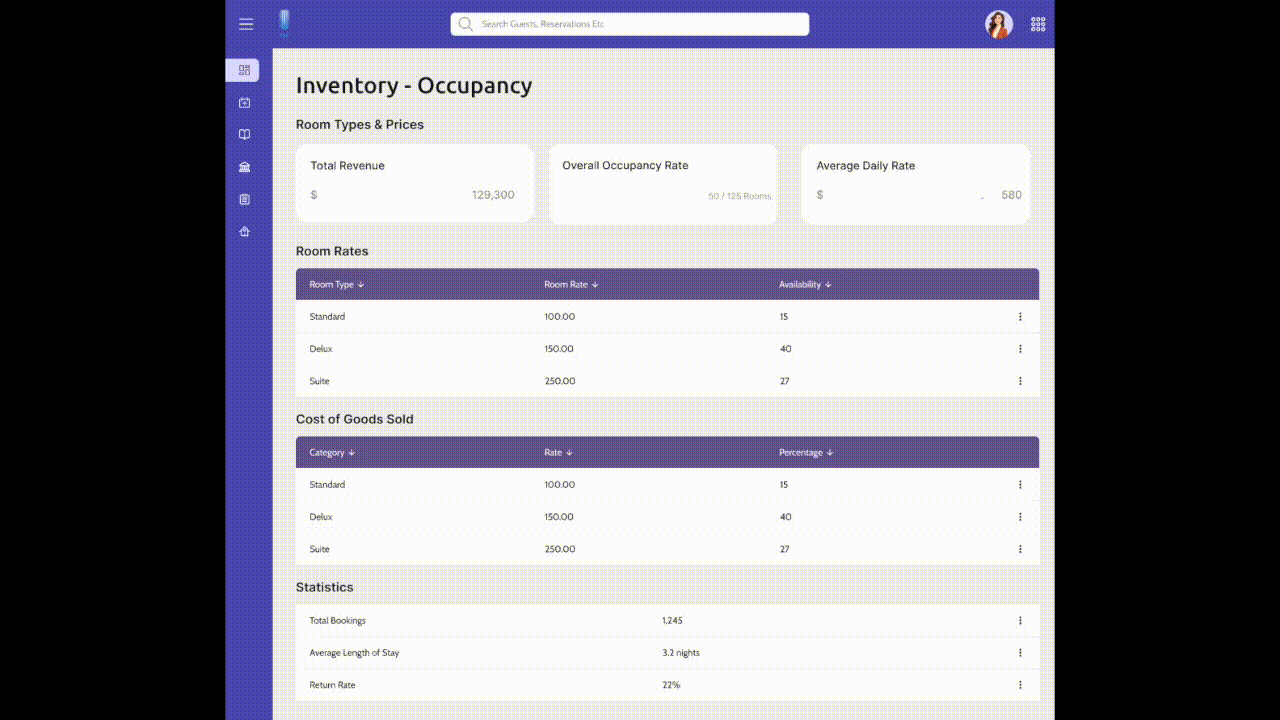 Search Guests, Reservations Etc
Inventory - Occupancy
Room Types & Prices
Total Revenue
$ 129,300
Overall Occupancy Rate
50 / 125 Rooms
Average Daily Rate
$ . 580
Room Rates
Room Type ↓ Room Rate ↓ Availability ↓
Standard 100.00 15
Delux 150.00 40
Suite 250.00 27
Cost of Goods Sold
Category ↓ Rate ↓ Percentage ↓
Standard 100.00 15
Delux 150.00 40
Suite 250.00 27
Statistics
Total Bookings 1,245
Average Length of Stay 3.2 nights
Return Rate 22%